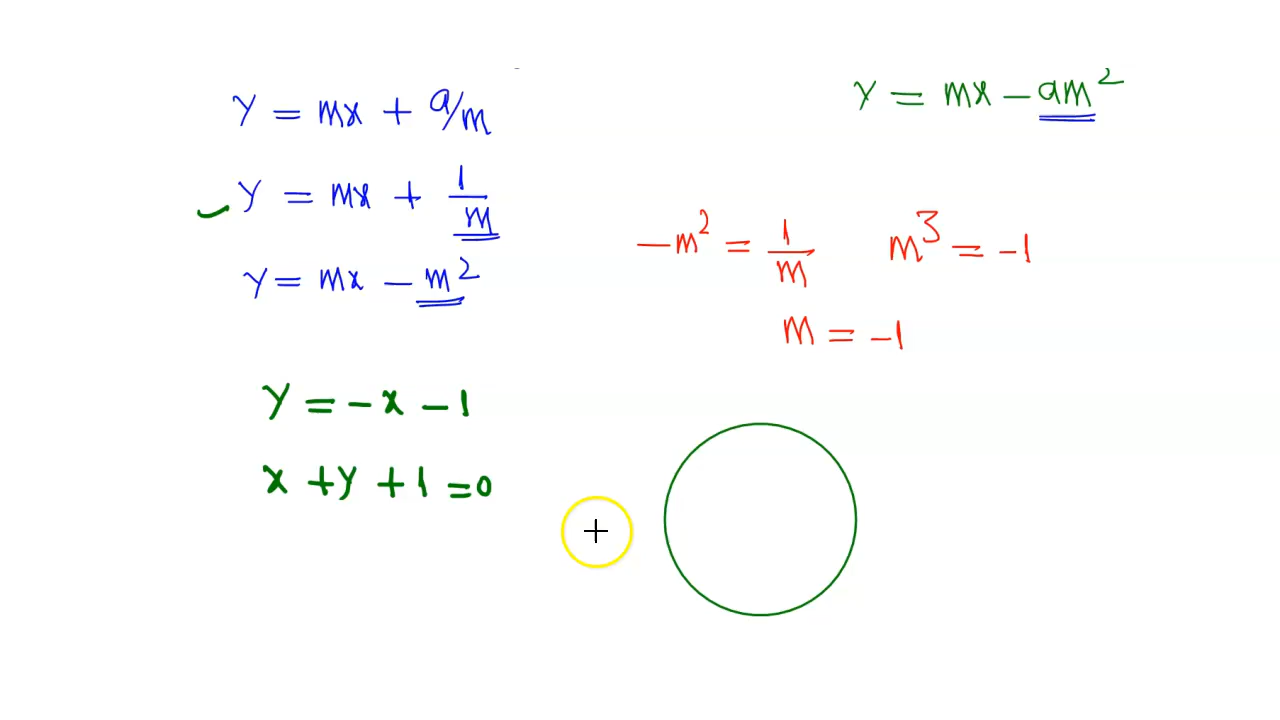 y = mx + a/m
y = mx - am²
y = mx + 1/m
-m² = 1/m
m³ = -1
y = mx - m²
m = -1
y = -x - 1
x + y + 1 = 0